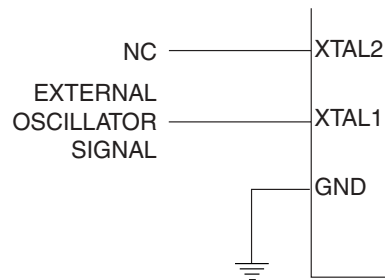 NC
XTAL2
EXTERNAL
OSCILLATOR
SIGNAL
XTAL1
GND